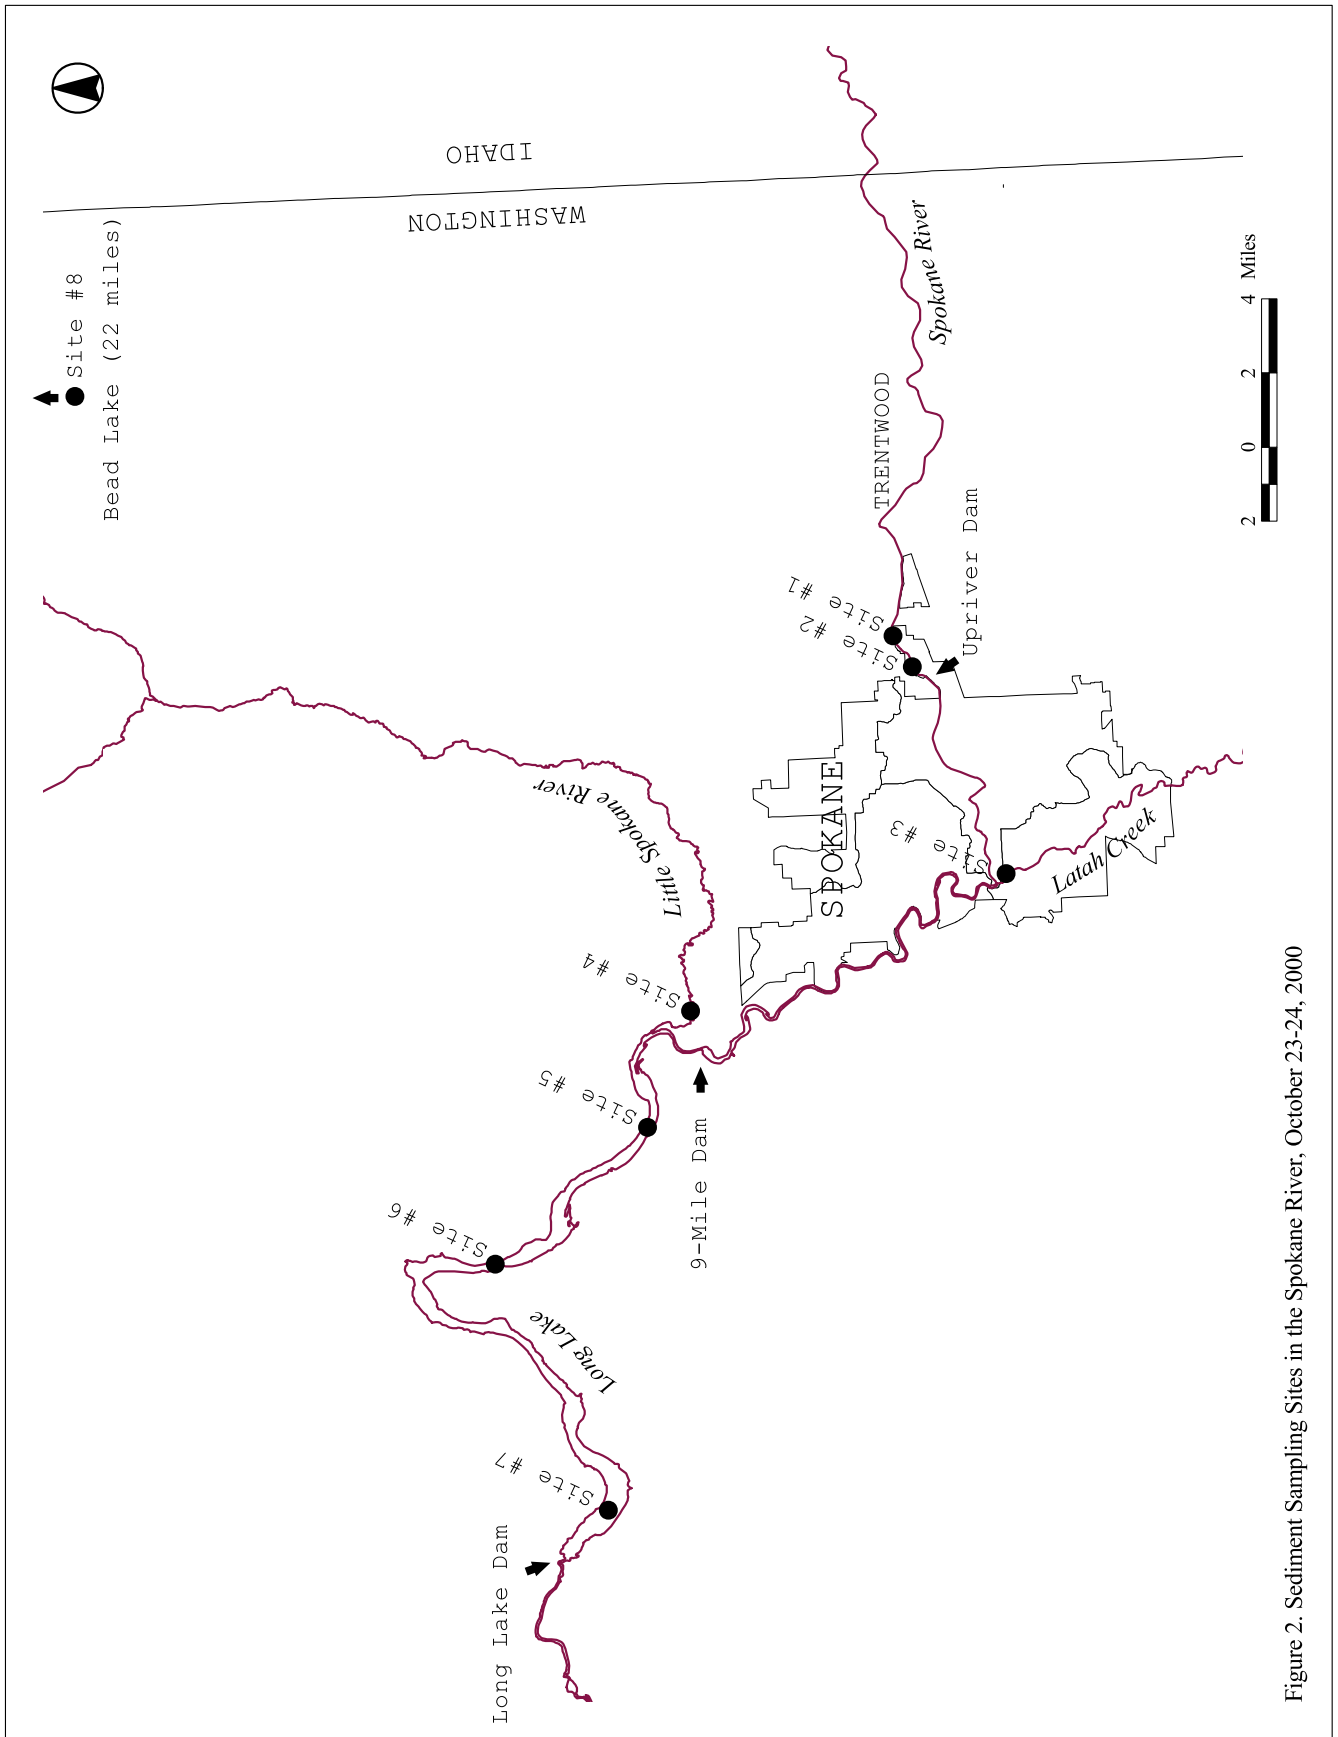 Site #8
Bead Lake (22 miles)
IDAHO
WASHINGTON
Spokane River
TRENTWOOD
Site #1
Site #2
Upriver Dam
Little Spokane River
SPOKANE
Site #3
Latah Creek
Site #4
Site #5
9-Mile Dam
Site #6
Long Lake
Site #7
Long Lake Dam
2 0 2 4 Miles
Figure 2. Sediment Sampling Sites in the Spokane River, October 23-24, 2000